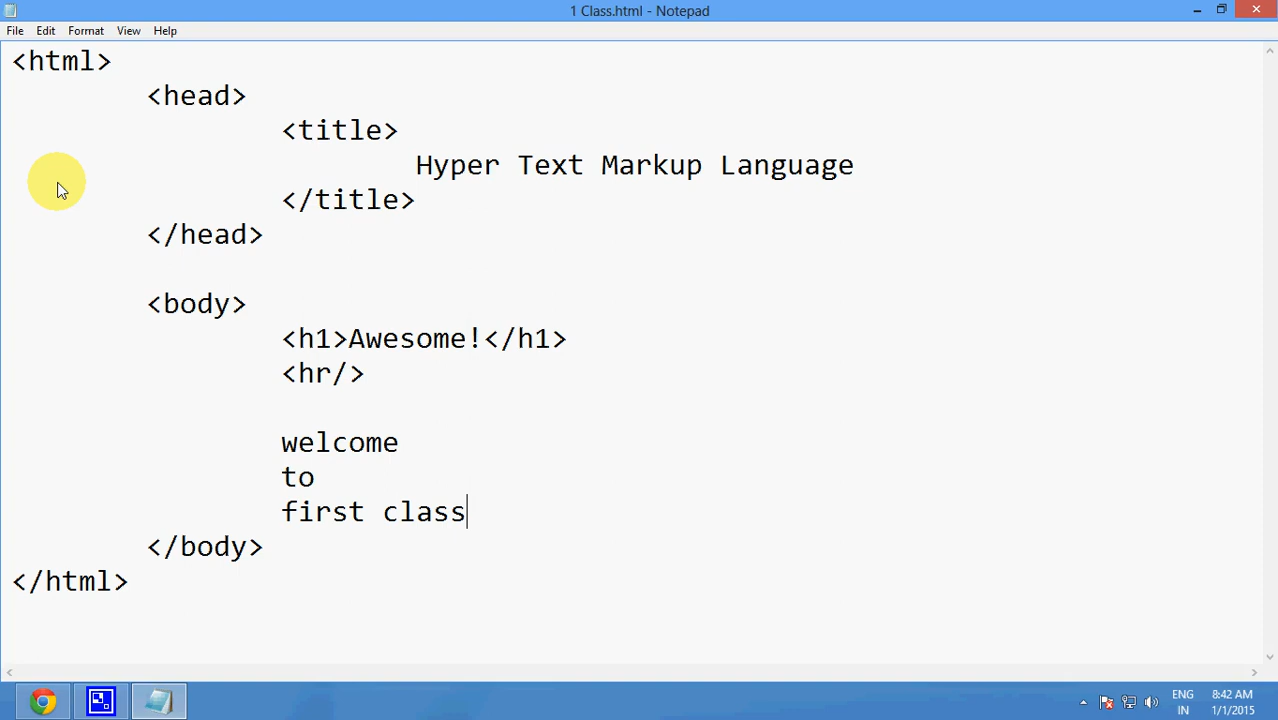 1 Class.html - Notepad
File Edit Format View Help
<html>
<head>
<title>
Hyper Text Markup Language
</title>
</head>
<body>
<h1>Awesome!</h1>
<hr/>
welcome
to
first class
</body>
</html>
ENG 8:42 AM
IN 1/1/2015